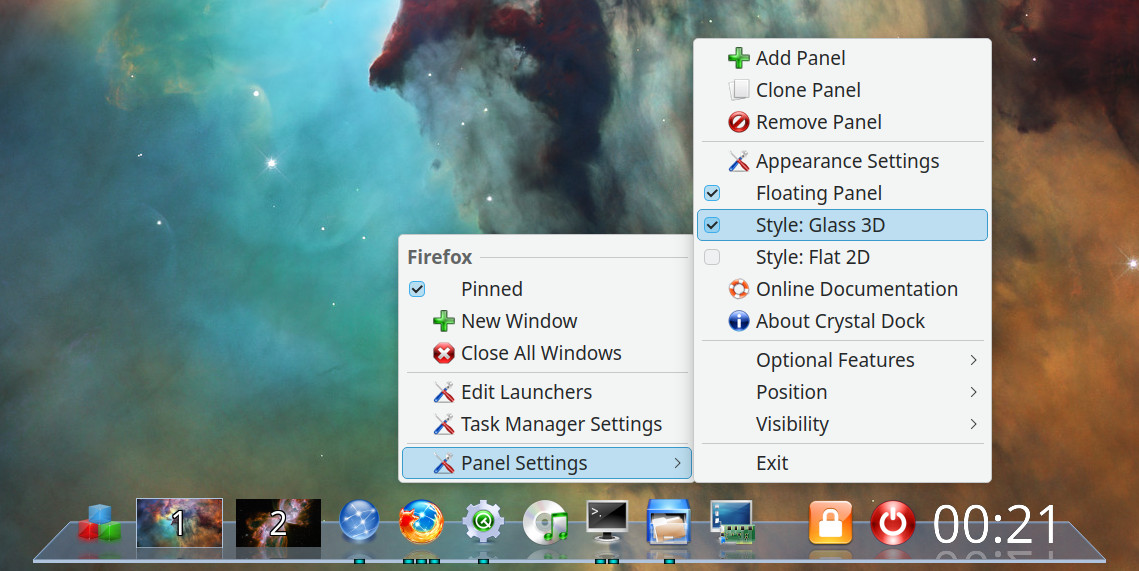 Firefox
Pinned
New Window
Close All Windows
Edit Launchers
Task Manager Settings
Panel Settings
Add Panel
Clone Panel
Remove Panel
Appearance Settings
Floating Panel
Style: Glass 3D
Style: Flat 2D
Online Documentation
About Crystal Dock
Optional Features
Position
Visibility
Exit
1
2
>_
00:21